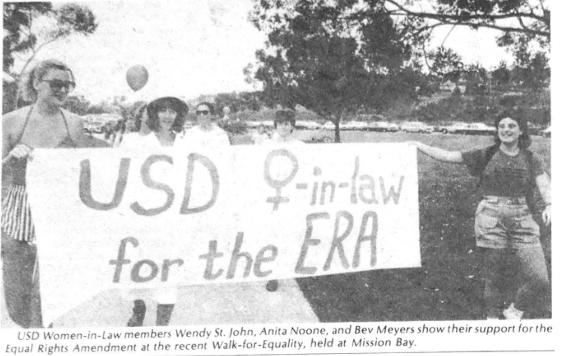 USD ♀-in-law
for the ERA
USD Women-in-Law members Wendy St. John, Anita Noone, and Bev Meyers show their support for the
Equal Rights Amendment at the recent Walk-for-Equality, held at Mission Bay.